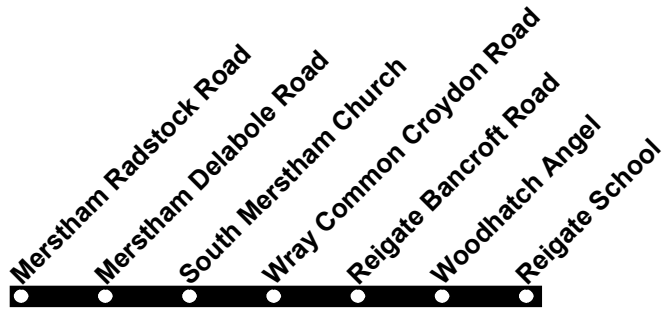 Merstham Radstock Road
Merstham Delabole Road
South Merstham Church
Wray Common Croydon Road
Reigate Bancroft Road
Woodhatch Angel
Reigate School